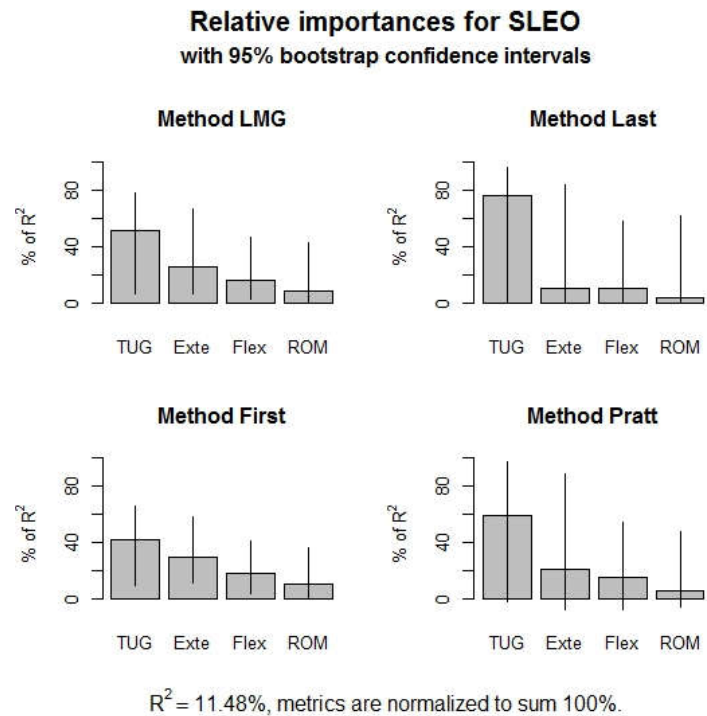 Relative importances for SLEO
with 95% bootstrap confidence intervals
Method LMG
% of R²
80
40
0
TUG Exte Flex ROM
Method Last
% of R²
80
40
0
TUG Exte Flex ROM
Method First
% of R²
80
40
0
TUG Exte Flex ROM
Method Pratt
% of R²
80
40
0
TUG Exte Flex ROM
R² = 11.48%, metrics are normalized to sum 100%.